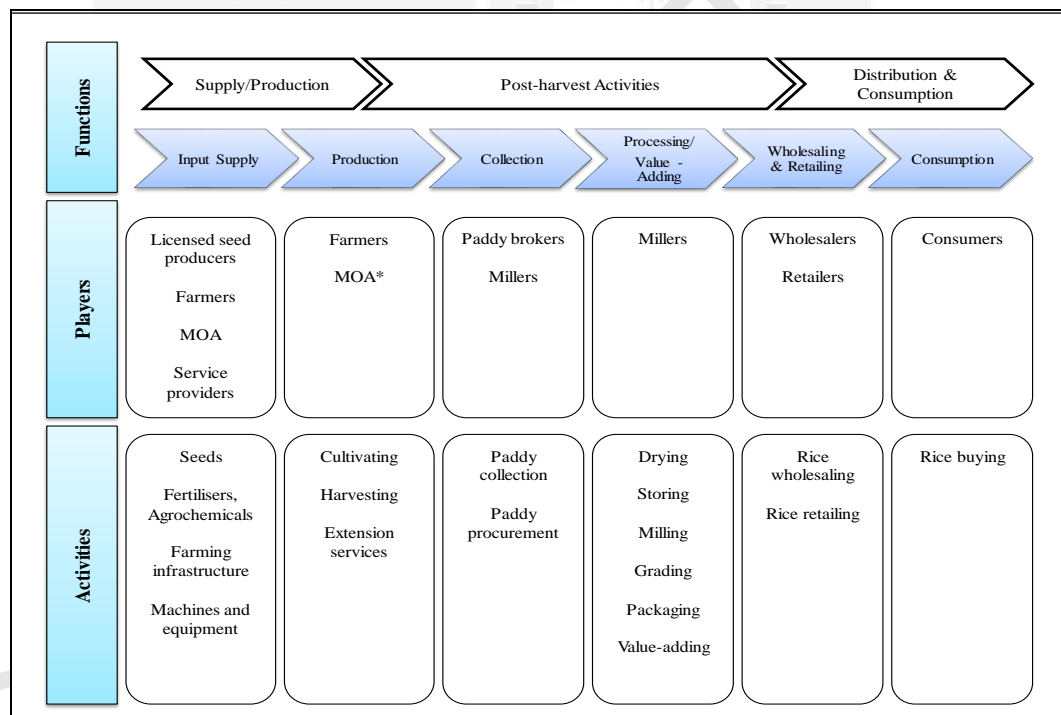 Functions
Supply/Production
Post-harvest Activities
Distribution &
Consumption
Input Supply
Production
Collection
Processing/
Value -
Adding
Wholesaling
& Retailing
Consumption
Players
Licensed seed
producers
Farmers
MOA
Service
providers
Farmers
MOA*
Paddy brokers
Millers
Millers
Wholesalers
Retailers
Consumers
Activities
Seeds
Fertilisers,
Agrochemicals
Farming
infrastructure
Machines and
equipment
Cultivating
Harvesting
Extension
services
Paddy
collection
Paddy
procurement
Drying
Storing
Milling
Grading
Packaging
Value-adding
Rice
wholesaling
Rice retailing
Rice buying